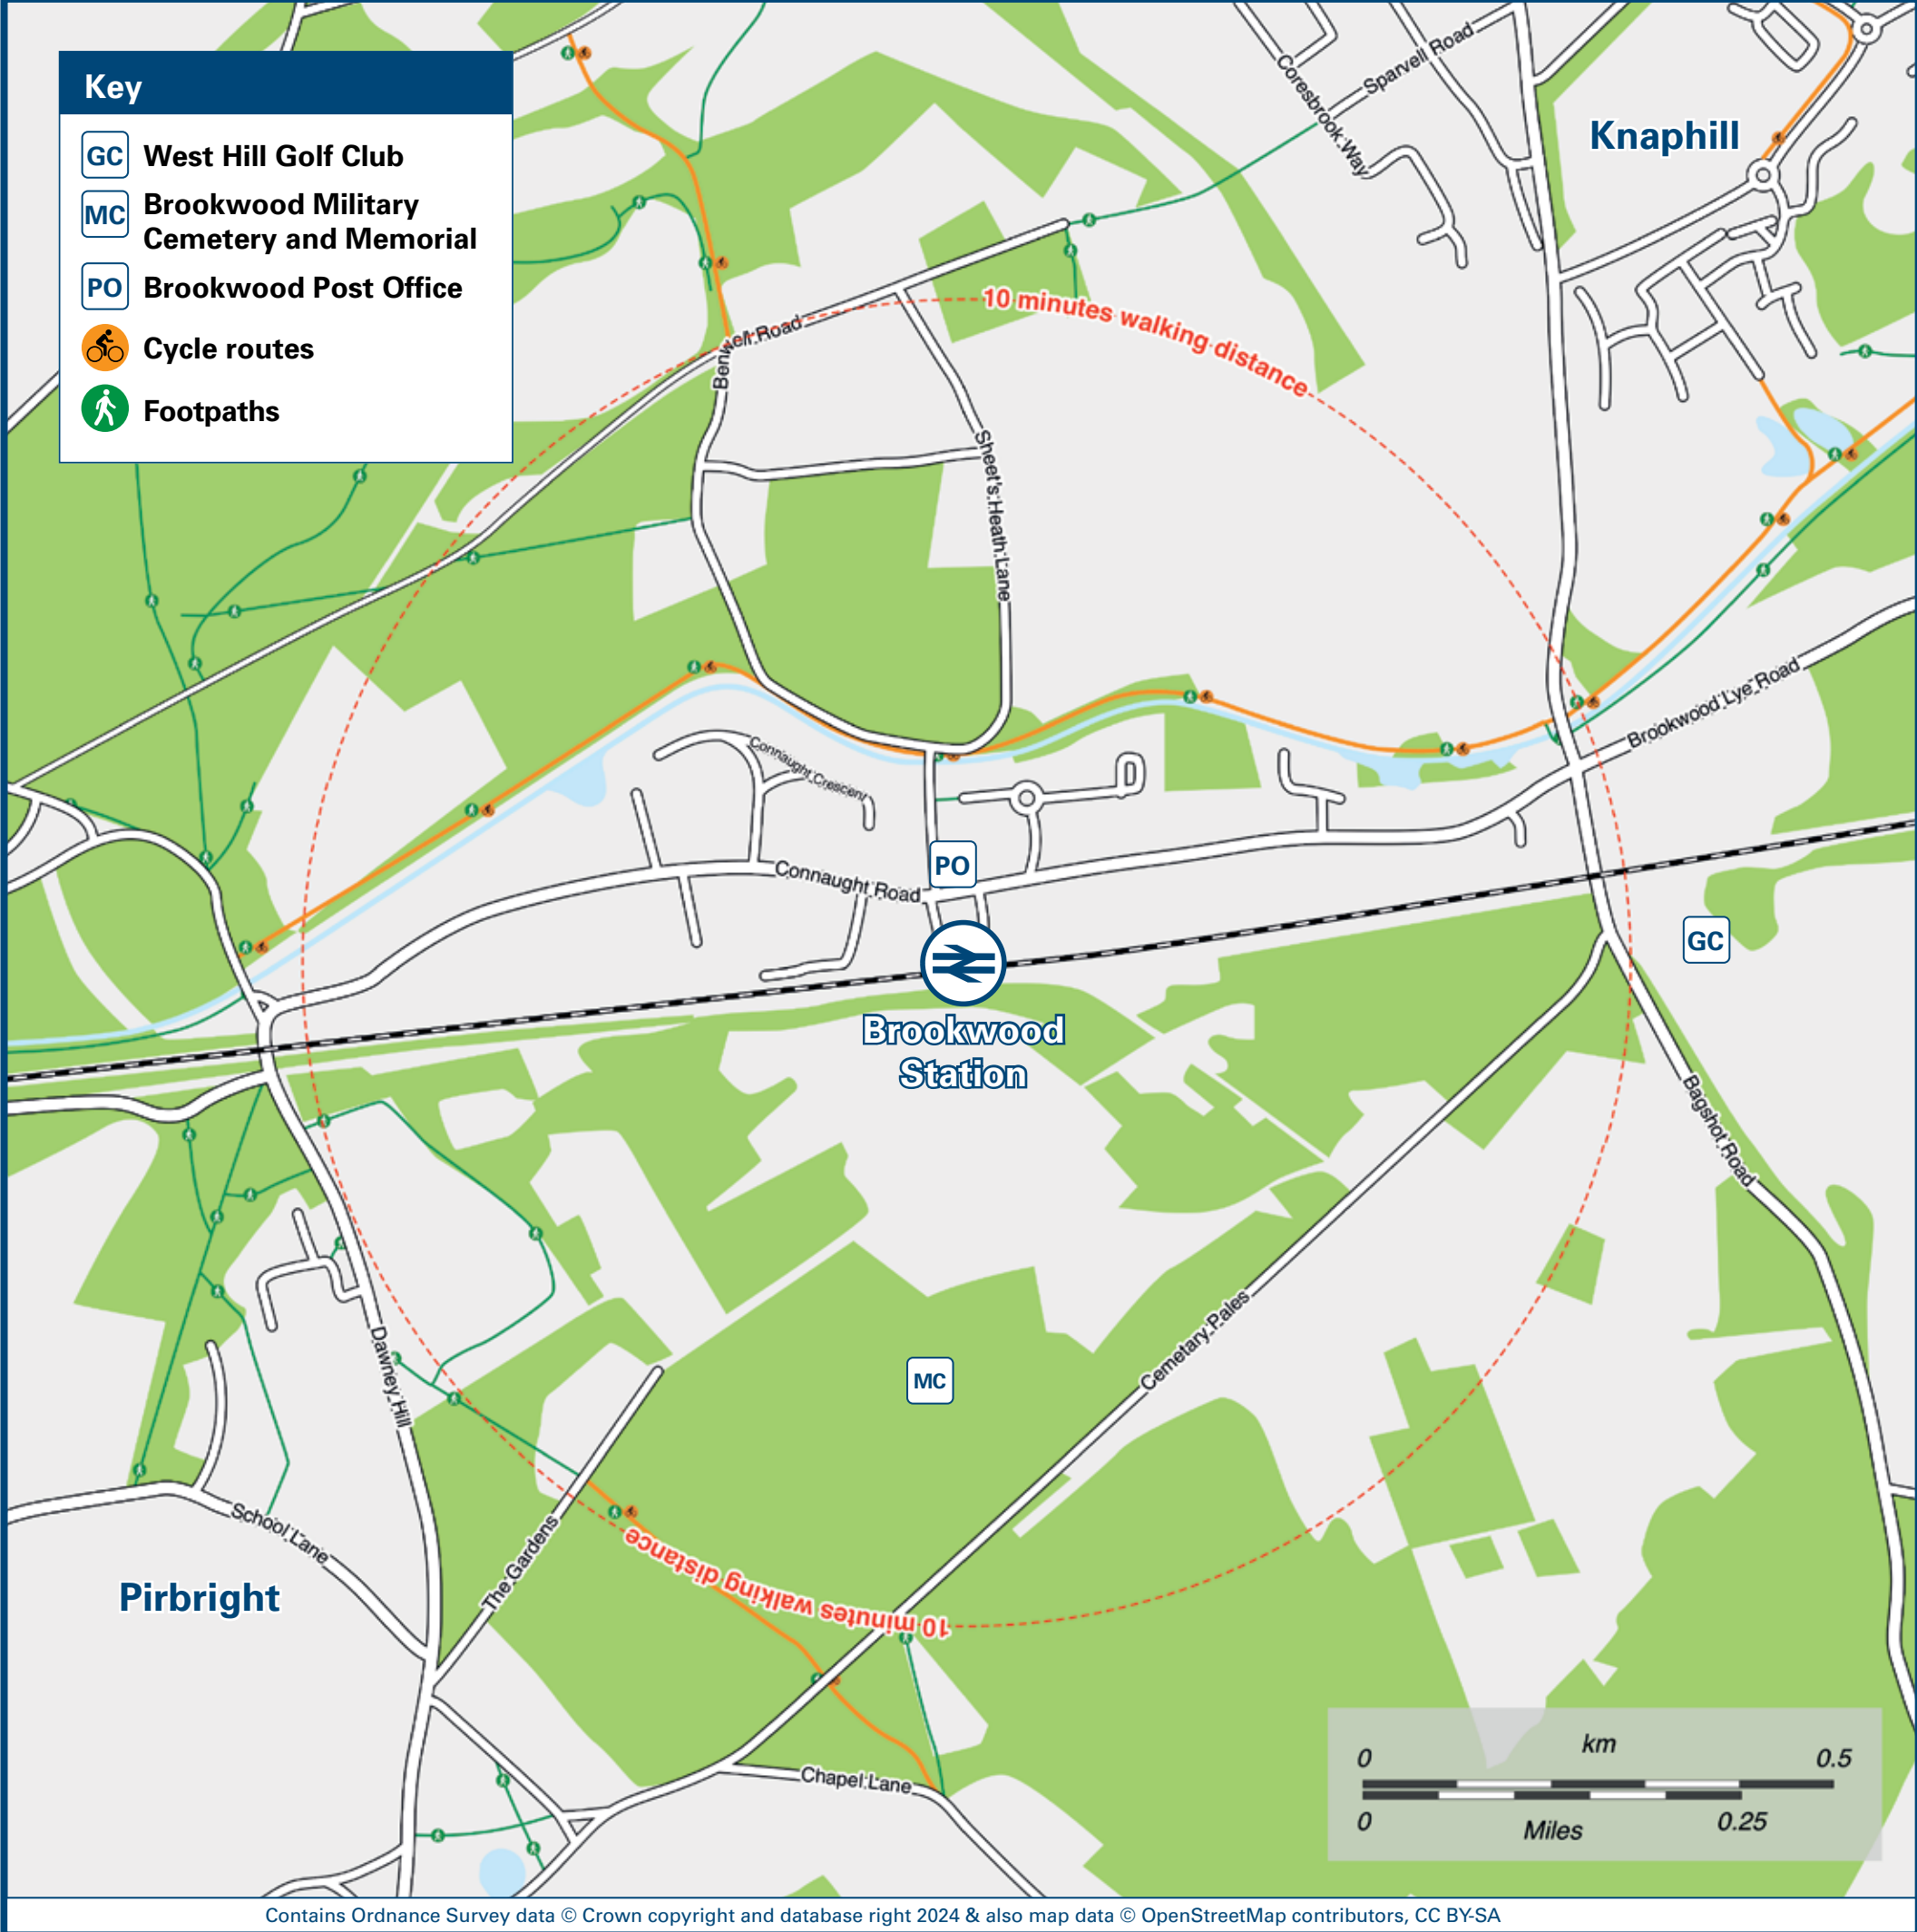 Key
GC West Hill Golf Club
MC Brookwood Military
Cemetery and Memorial
PO Brookwood Post Office
Cycle routes
Footpaths
Coresbrook Way
Sparvell Road
Knaphill
10 minutes walking distance
Benwell Road
Sheet's Heath Lane
Brookwood Lye Road
Connaught Crescent
PO
Connaught Road
GC
Brookwood
Station
Bagshot Road
Dawney Hill
Cemetary Pales
MC
School Lane
The Gardens
Pirbright
10 minutes walking distance
Chapel Lane
km
0 0.5
0 0.25
Miles
Contains Ordnance Survey data © Crown copyright and database right 2024 & also map data © OpenStreetMap contributors, CC BY-SA